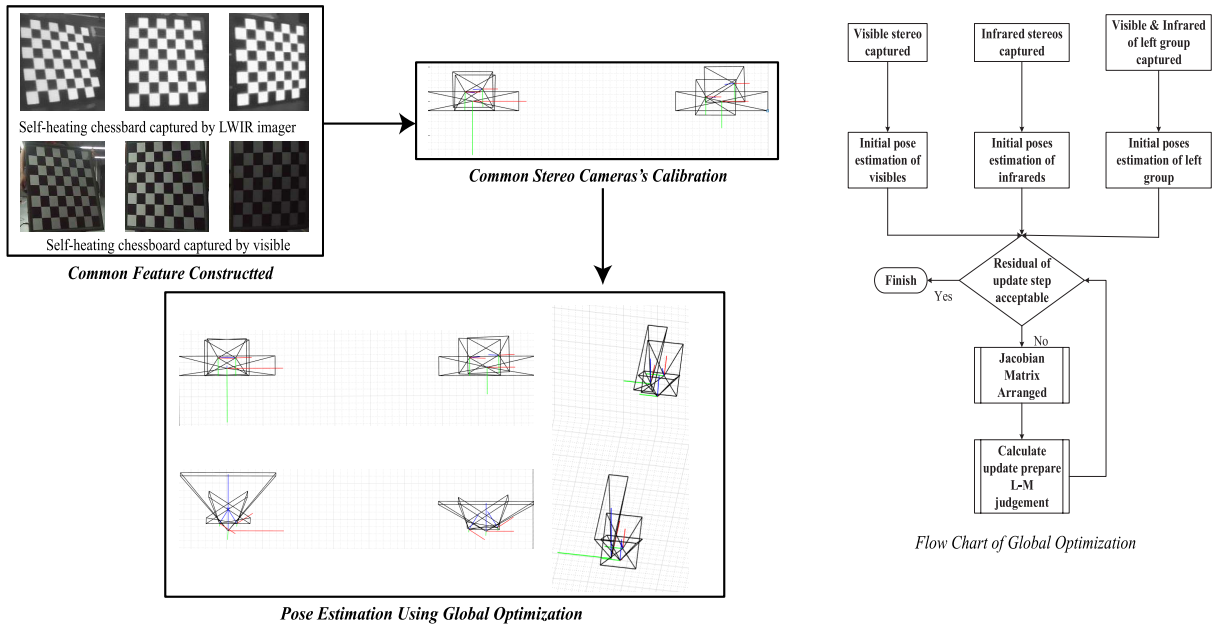 Self-heating chessbard captured by LWIR imager
Self-heating chessboard captured by visible
Common Feature Constructted
Common Stereo Cameras's Calibration
Pose Estimation Using Global Optimization
Visible stereo
captured
Infrared stereos
captured
Visible & Infrared
of left group
captured
Initial pose
estimation of
visibles
Initial poses
estimation of
infrareds
Initial poses
estimation of left
group
Residual of
update step
acceptable
Finish
Yes
No
Jacobian
Matrix
Arranged
Calculate
update prepare
L-M
judgement
Flow Chart of Global Optimization